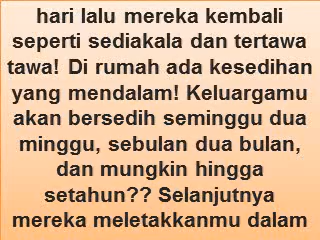 hari lalu mereka kembali
seperti sediakala dan tertawa
tawa! Di rumah ada kesedihan
yang mendalam! Keluargamu
akan bersedih seminggu dua
minggu, sebulan dua bulan,
dan mungkin hingga
setahun?? Selanjutnya
mereka meletakkanmu dalam